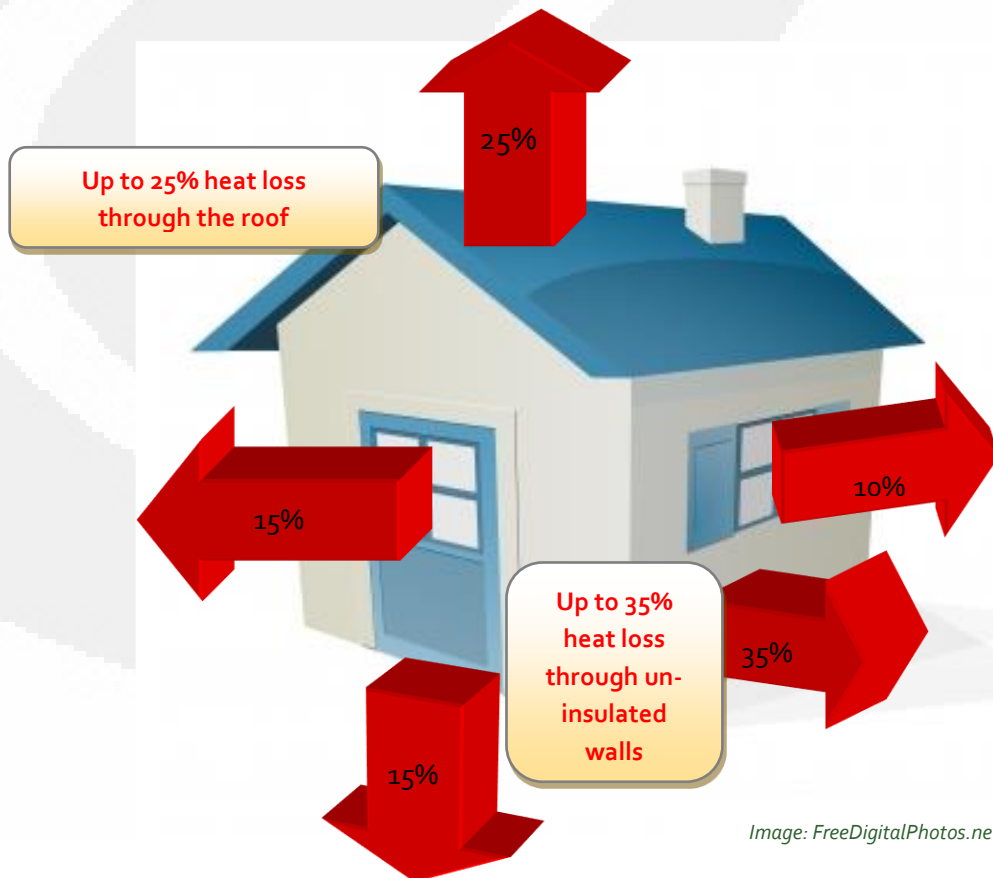 25%
Up to 25% heat loss
through the roof
15%
10%
Up to 35%
heat loss
through un-
insulated
walls
35%
15%
Image: FreeDigitalPhotos.ne